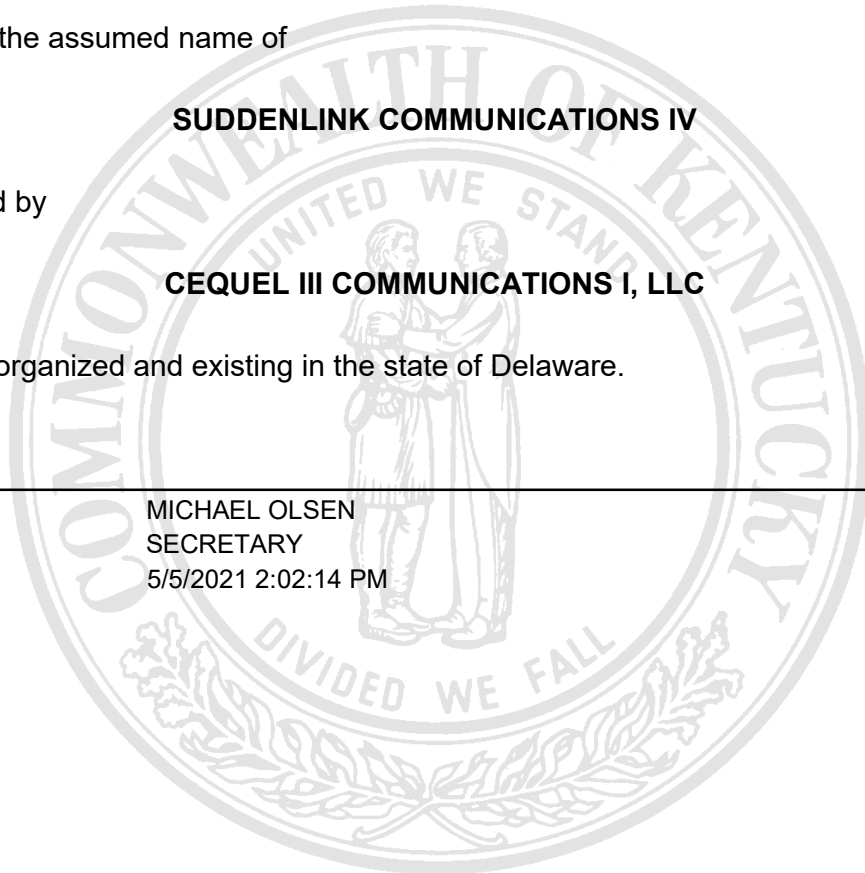 the assumed name of
SUDDENLINK COMMUNICATIONS IV
d by
CEQUEL III COMMUNICATIONS I, LLC
organized and existing in the state of Delaware.
MICHAEL OLSEN
SECRETARY
5/5/2021 2:02:14 PM
COMMONWEALTH OF KENTUCKY
UNITED WE STAND
DIVIDED WE FALL